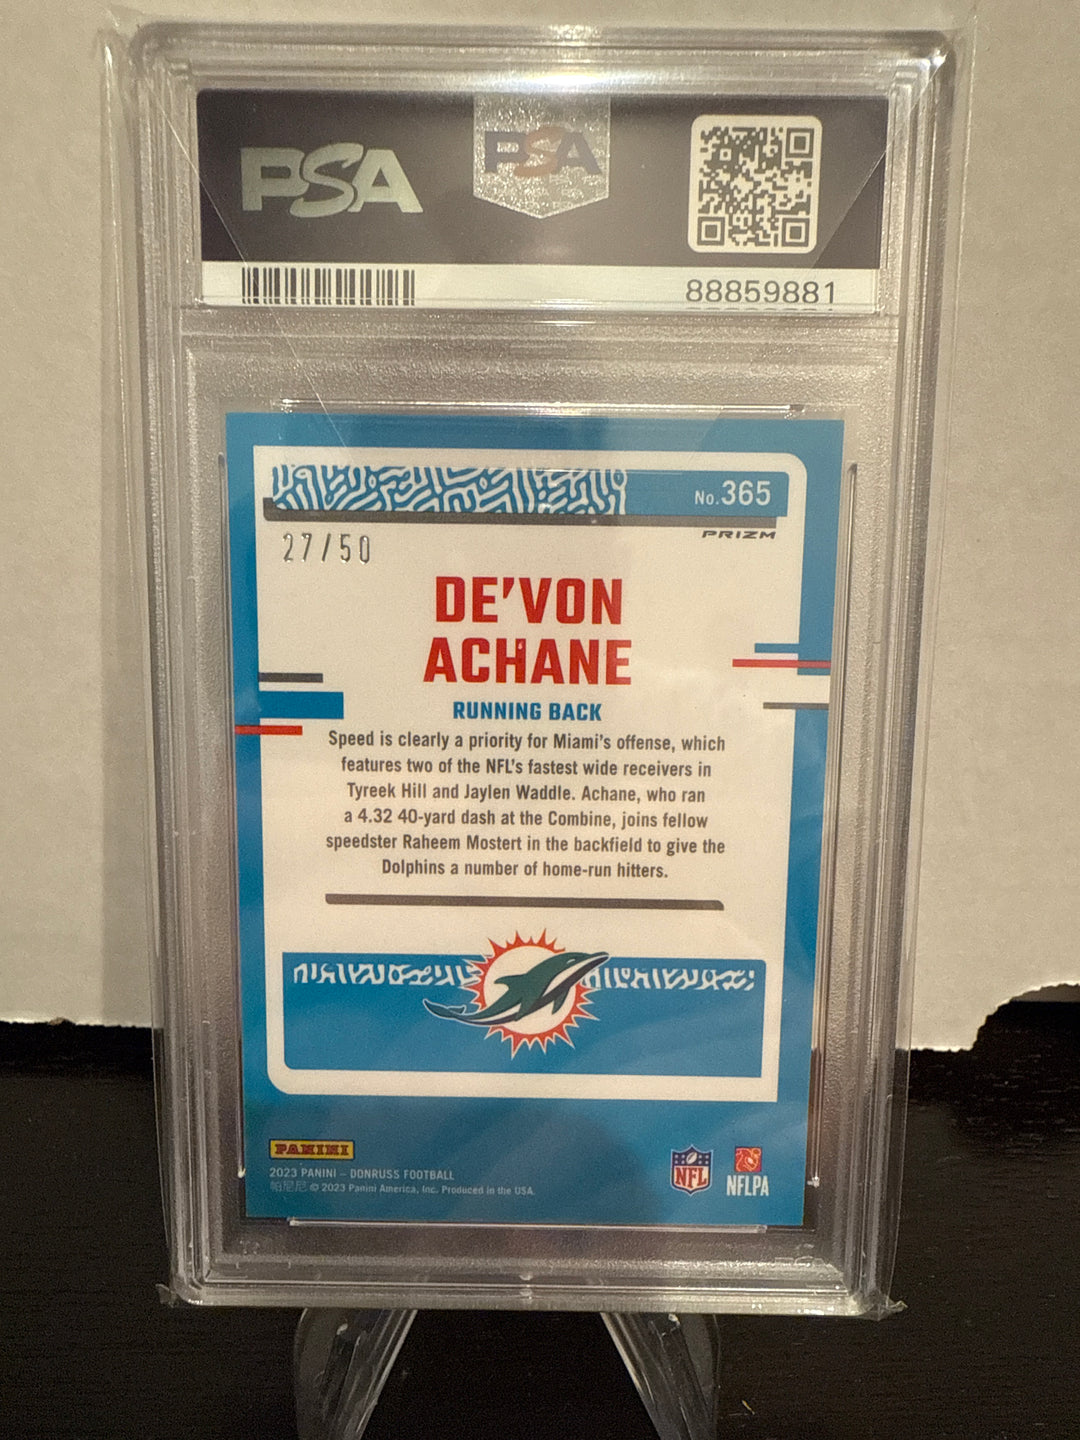 PSA
PSA
88859881
No.365
PRIZM
27/50
DE'VON
ACHANE
RUNNING BACK
Speed is clearly a priority for Miami's offense, which
features two of the NFL's fastest wide receivers in
Tyreek Hill and Jaylen Waddle. Achane, who ran
a 4.32 40-yard dash at the Combine, joins fellow
speedster Raheem Mostert in the backfield to give the
Dolphins a number of home-run hitters.
PANINI
2023 PANINI – DONRUSS FOOTBALL
帕尼尼 © 2023 Panini America, Inc. Produced in the USA.
NFL
NFLPA